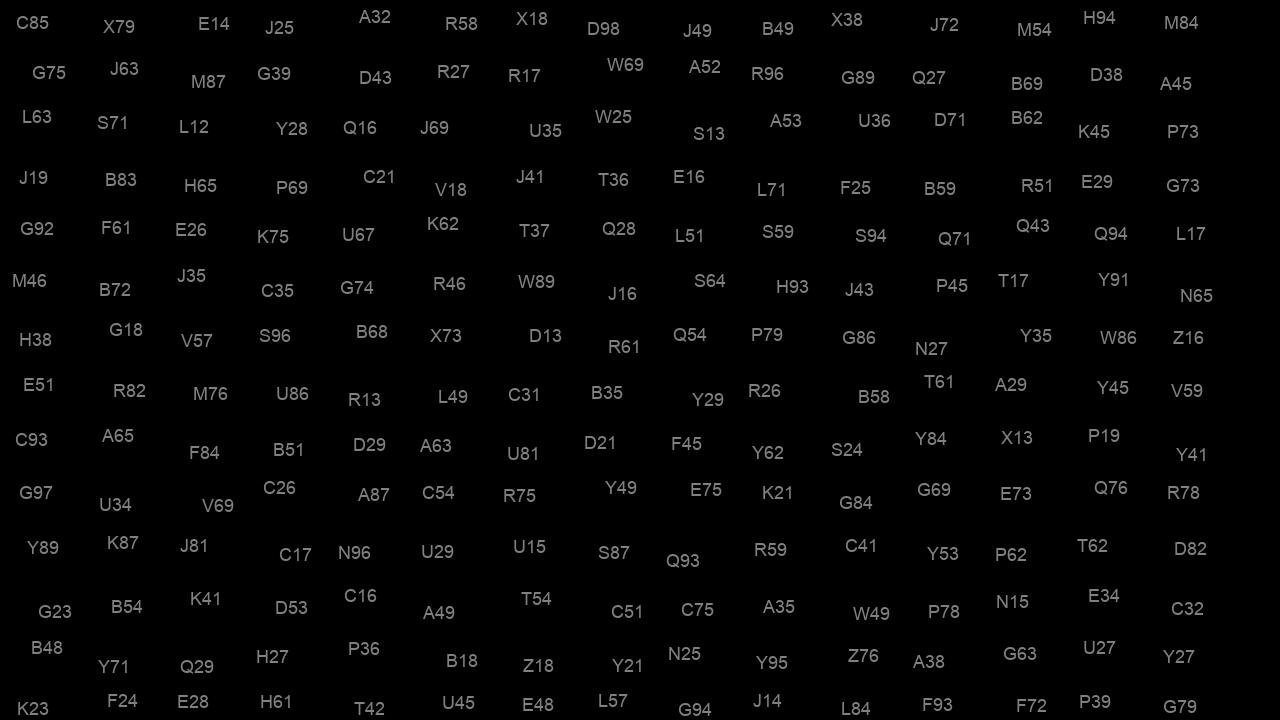 C85 X79 E14 J25 A32 R58 X18 D98 J49 B49 X38 J72 M54 H94 M84
G75 J63 M87 G39 D43 R27 R17 W69 A52 R96 G89 Q27 B69 D38 A45
L63 S71 L12 Y28 Q16 J69 U35 W25 S13 A53 U36 D71 B62 K45 P73
J19 B83 H65 P69 C21 V18 J41 T36 E16 L71 F25 B59 R51 E29 G73
G92 F61 E26 K75 U67 K62 T37 Q28 L51 S59 S94 Q71 Q43 Q94 L17
M46 B72 J35 C35 G74 R46 W89 J16 S64 H93 J43 P45 T17 Y91 N65
H38 G18 V57 S96 B68 X73 D13 R61 Q54 P79 G86 N27 Y35 W86 Z16
E51 R82 M76 U86 R13 L49 C31 B35 Y29 R26 B58 T61 A29 Y45 V59
C93 A65 F84 B51 D29 A63 U81 D21 F45 Y62 S24 Y84 X13 P19 Y41
G97 U34 V69 C26 A87 C54 R75 Y49 E75 K21 G84 G69 E73 Q76 R78
Y89 K87 J81 C17 N96 U29 U15 S87 Q93 R59 C41 Y53 P62 T62 D82
G23 B54 K41 D53 C16 A49 T54 C51 C75 A35 W49 P78 N15 E34 C32
B48 Y71 Q29 H27 P36 B18 Z18 Y21 N25 Y95 Z76 A38 G63 U27 Y27
K23 F24 E28 H61 T42 U45 E48 L57 G94 J14 L84 F93 F72 P39 G79